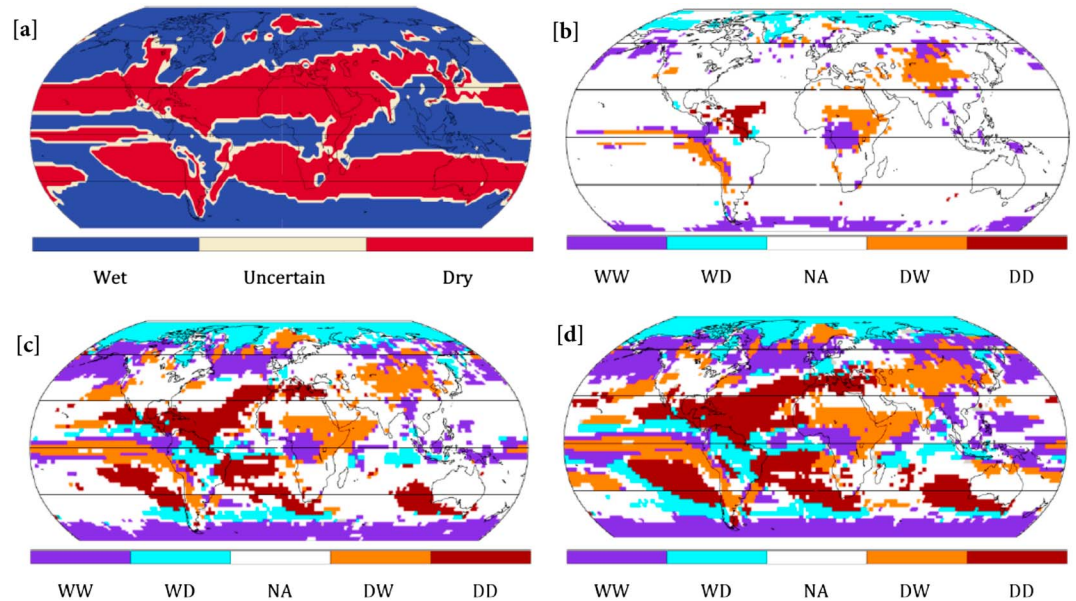 [a]
Wet Uncertain Dry
[b]
WW WD NA DW DD
[c]
WW WD NA DW DD
[d]
WW WD NA DW DD